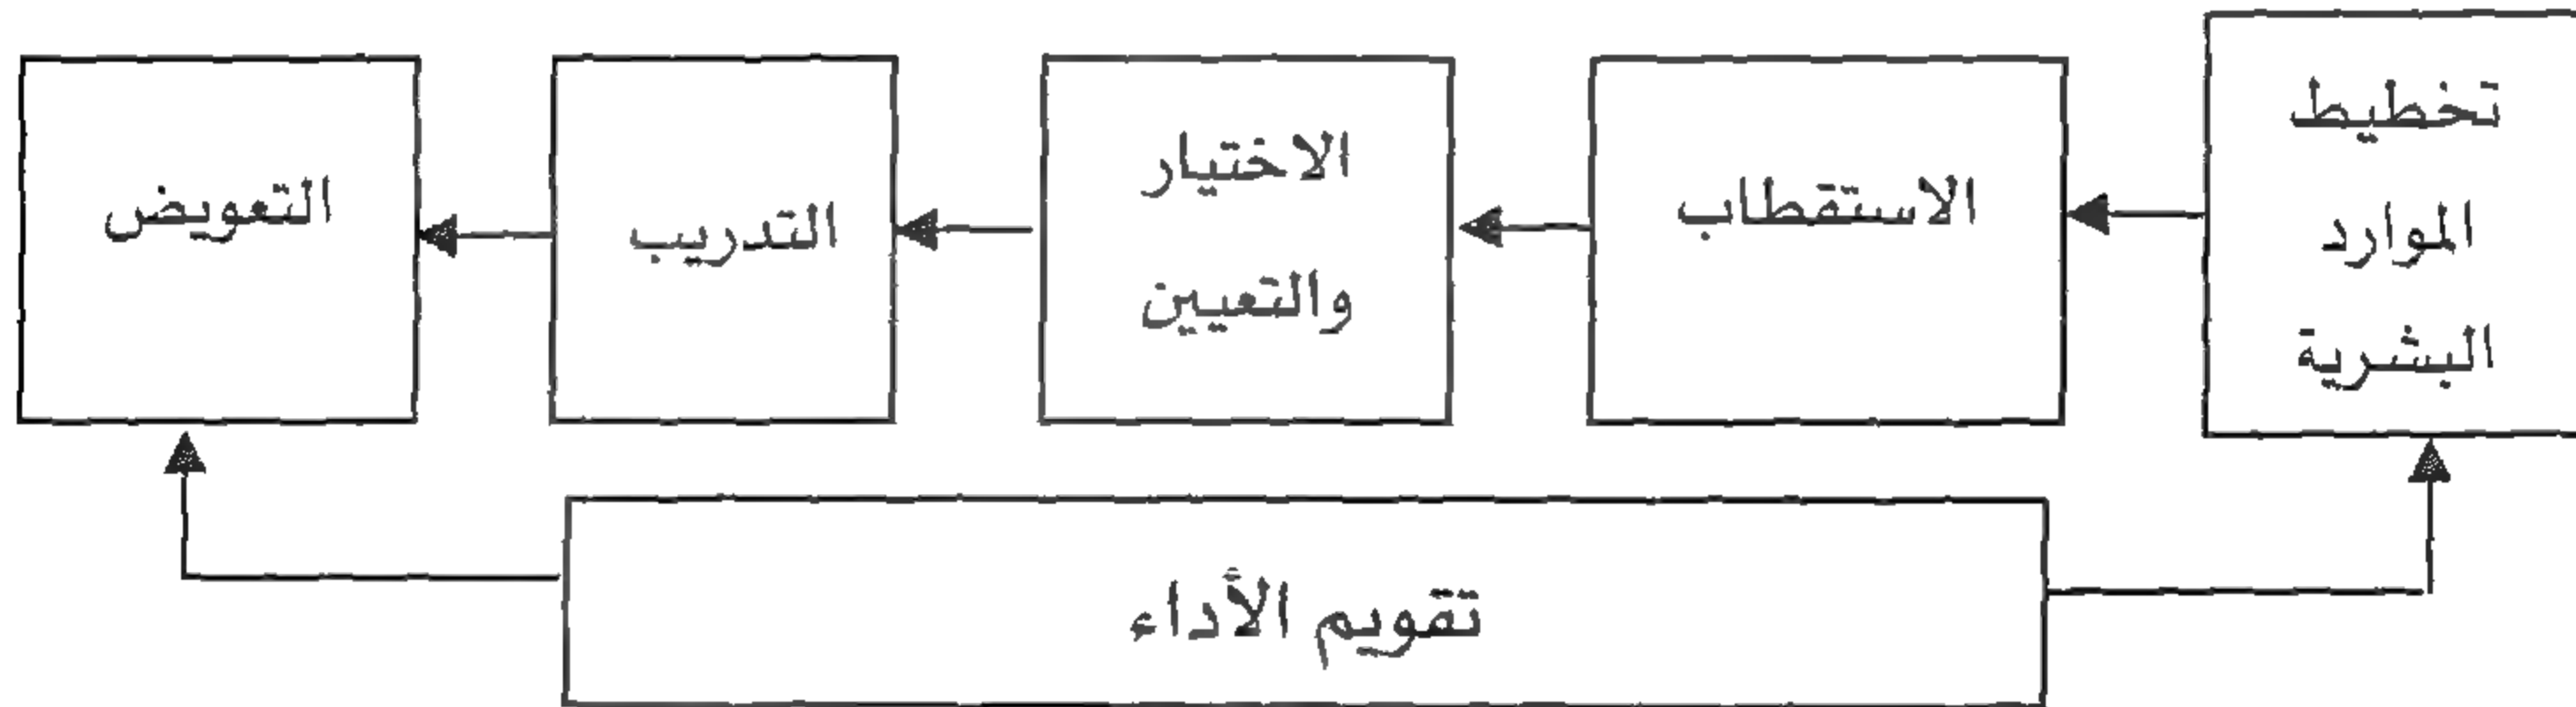 تخطيط
الموارد
البشرية
الاستقطاب
الاختيار
والتعيين
التدريب
التعويض
تقويم الأداء